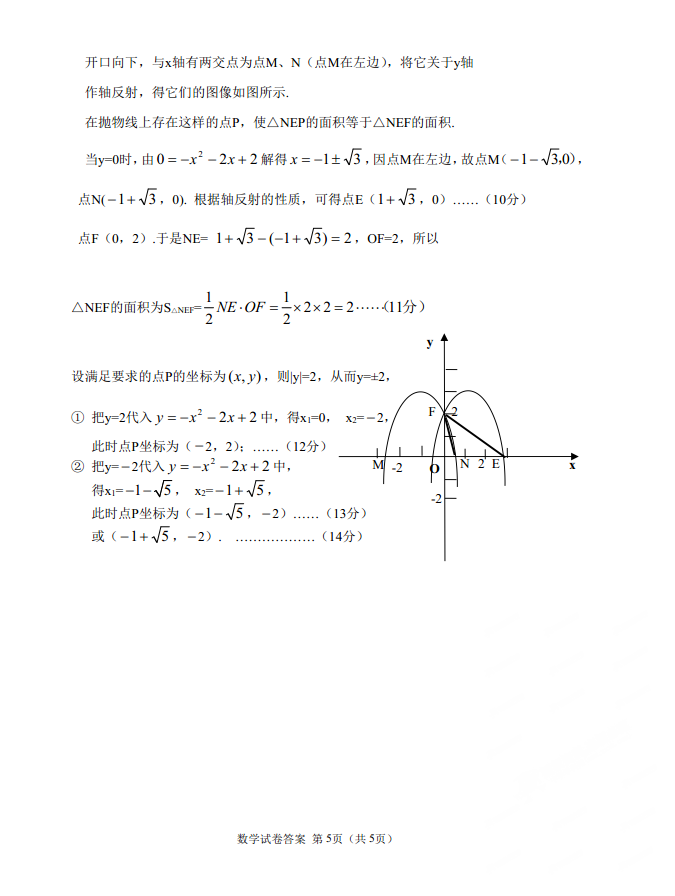 开口向下，与x轴有两交点为点M、N（点M在左边），将它关于y轴
作轴反射，得它们的图像如图所示.
在抛物线上存在这样的点P，使△NEP的面积等于△NEF的面积.
当y=0时，由 0 = −x² − 2x + 2 解得 x = −1 ± √3 ，因点M在左边，故点M（−1−√3,0），
点N(−1+√3，0). 根据轴反射的性质，可得点E（1+√3，0）……（10分）
点F（0，2）.于是NE= 1+√3−(−1+√3) = 2，OF=2，所以
△NEF的面积为S△NEF= 1/2 NE · OF = 1/2 × 2 × 2 = 2 ……（11分）
设满足要求的点P的坐标为 (x, y)，则|y|=2，从而y=±2，
① 把y=2代入 y = −x² − 2x + 2 中，得x₁=0， x₂=−2，
此时点P坐标为（−2，2）；……（12分）
② 把y=−2代入 y = −x² − 2x + 2 中，
得x₁=−1−√5 ， x₂=−1+√5，
此时点P坐标为（−1−√5，−2）……（13分）
或（−1+√5，−2）. ………………（14分）
y
F 2
M -2 O N 2 E x
-2
数学试卷答案 第5页（共5页）